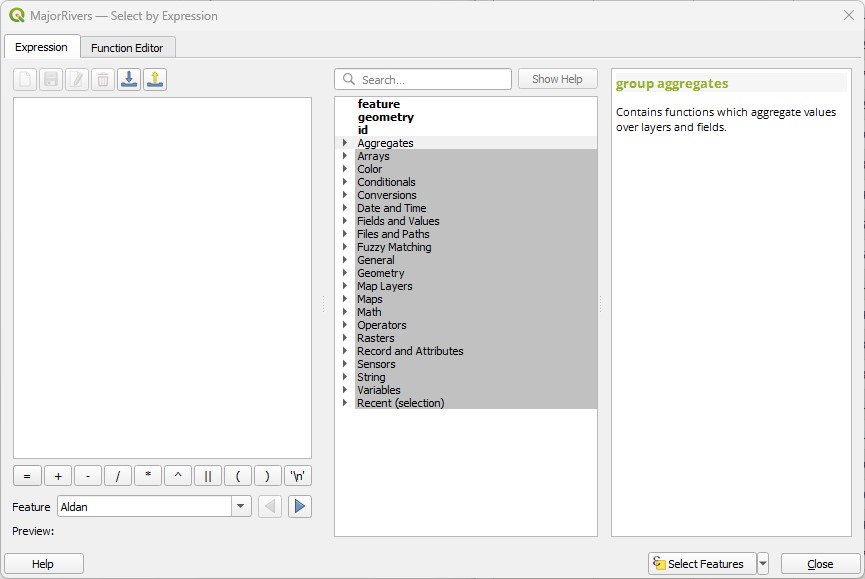 MajorRivers — Select by Expression
Expression
Function Editor
Search...
Show Help
group aggregates
Contains functions which aggregate values
over layers and fields.
feature
geometry
id
Aggregates
Arrays
Color
Conditionals
Conversions
Date and Time
Fields and Values
Files and Paths
Fuzzy Matching
General
Geometry
Map Layers
Maps
Math
Operators
Rasters
Record and Attributes
Sensors
String
Variables
Recent (selection)
= + - / * ^ || ( ) '\n'
Feature Aldan
Preview:
Help
Select Features
Close